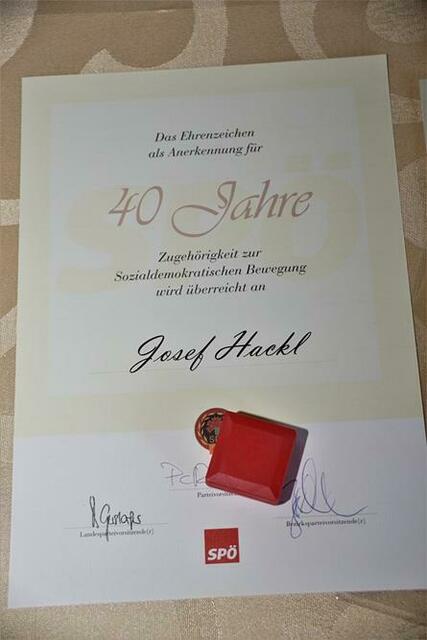 Das Ehrenzeichen
als Anerkennung für
40 Jahre
Zugehörigkeit zur
Sozialdemokratischen Bewegung
wird überreicht an
Josef Hackl
Landesparteivorsitzende(r)
Bezirksparteivorsitzende(r)
SPÖ